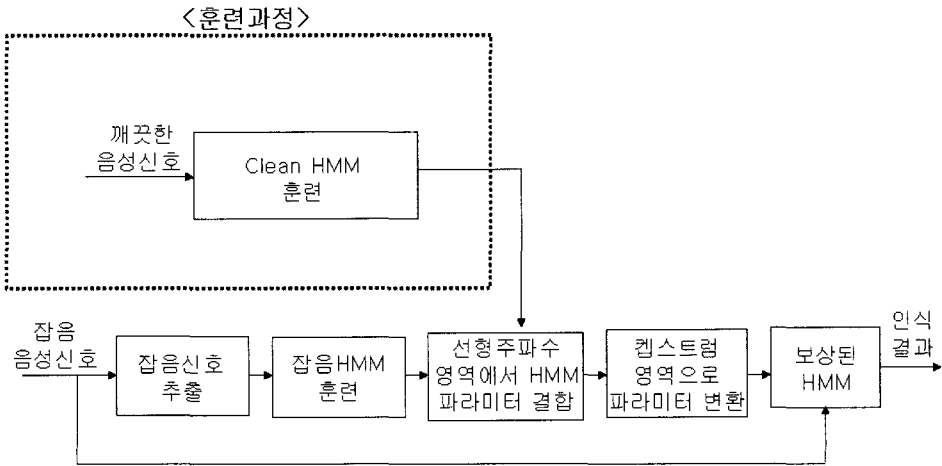 <훈련과정>
깨끗한
음성신호
Clean HMM
훈련
잡음
음성신호
잡음신호
추출
잡음HMM
훈련
선형주파수
영역에서 HMM
파라미터 결합
켑스트럼
영역으로
파라미터 변환
보상된
HMM
인식
결과